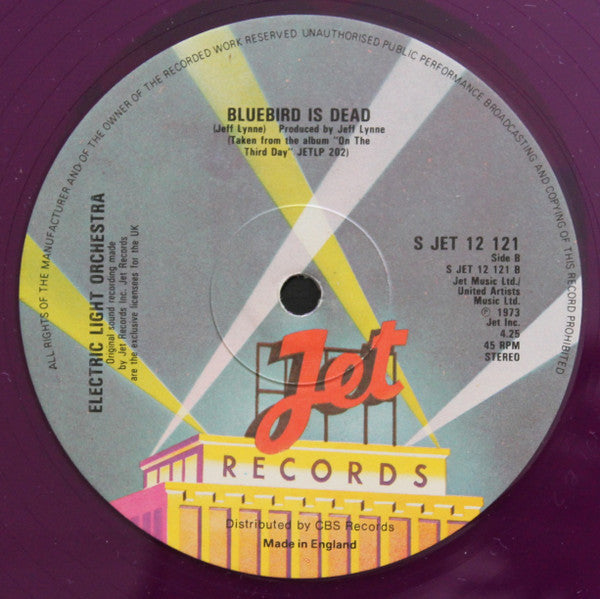 ALL RIGHTS OF THE MANUFACTURER AND OF THE OWNER OF THE RECORDED WORK RESERVED. UNAUTHORISED PUBLIC PERFORMANCE BROADCASTING AND COPYING OF THIS RECORD PROHIBITED
BLUEBIRD IS DEAD
(Jeff Lynne) Produced by Jeff Lynne
(Taken from the album "On The
Third Day" JETLP 202)
ELECTRIC LIGHT ORCHESTRA
Original sound recording made
by Jet Records Inc. Jet Records
are the exclusive licensees for the UK
S JET 12 121
Side B
S JET 12 121 B
Jet Music Ltd./
United Artists
Music Ltd.
℗ 1973
Jet Inc.
4.25
45 RPM
STEREO
Jet
RECORDS
Distributed by CBS Records
Made in England